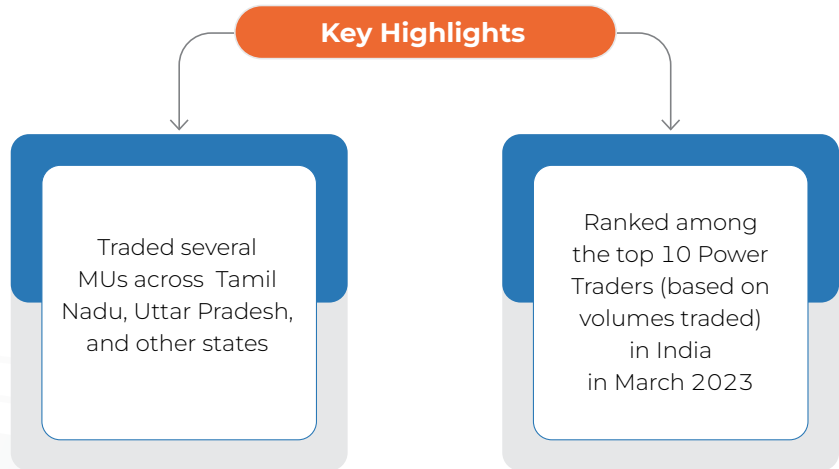 Key Highlights
Traded several
MUs across Tamil
Nadu, Uttar Pradesh,
and other states
Ranked among
the top 10 Power
Traders (based on
volumes traded)
in India
in March 2023